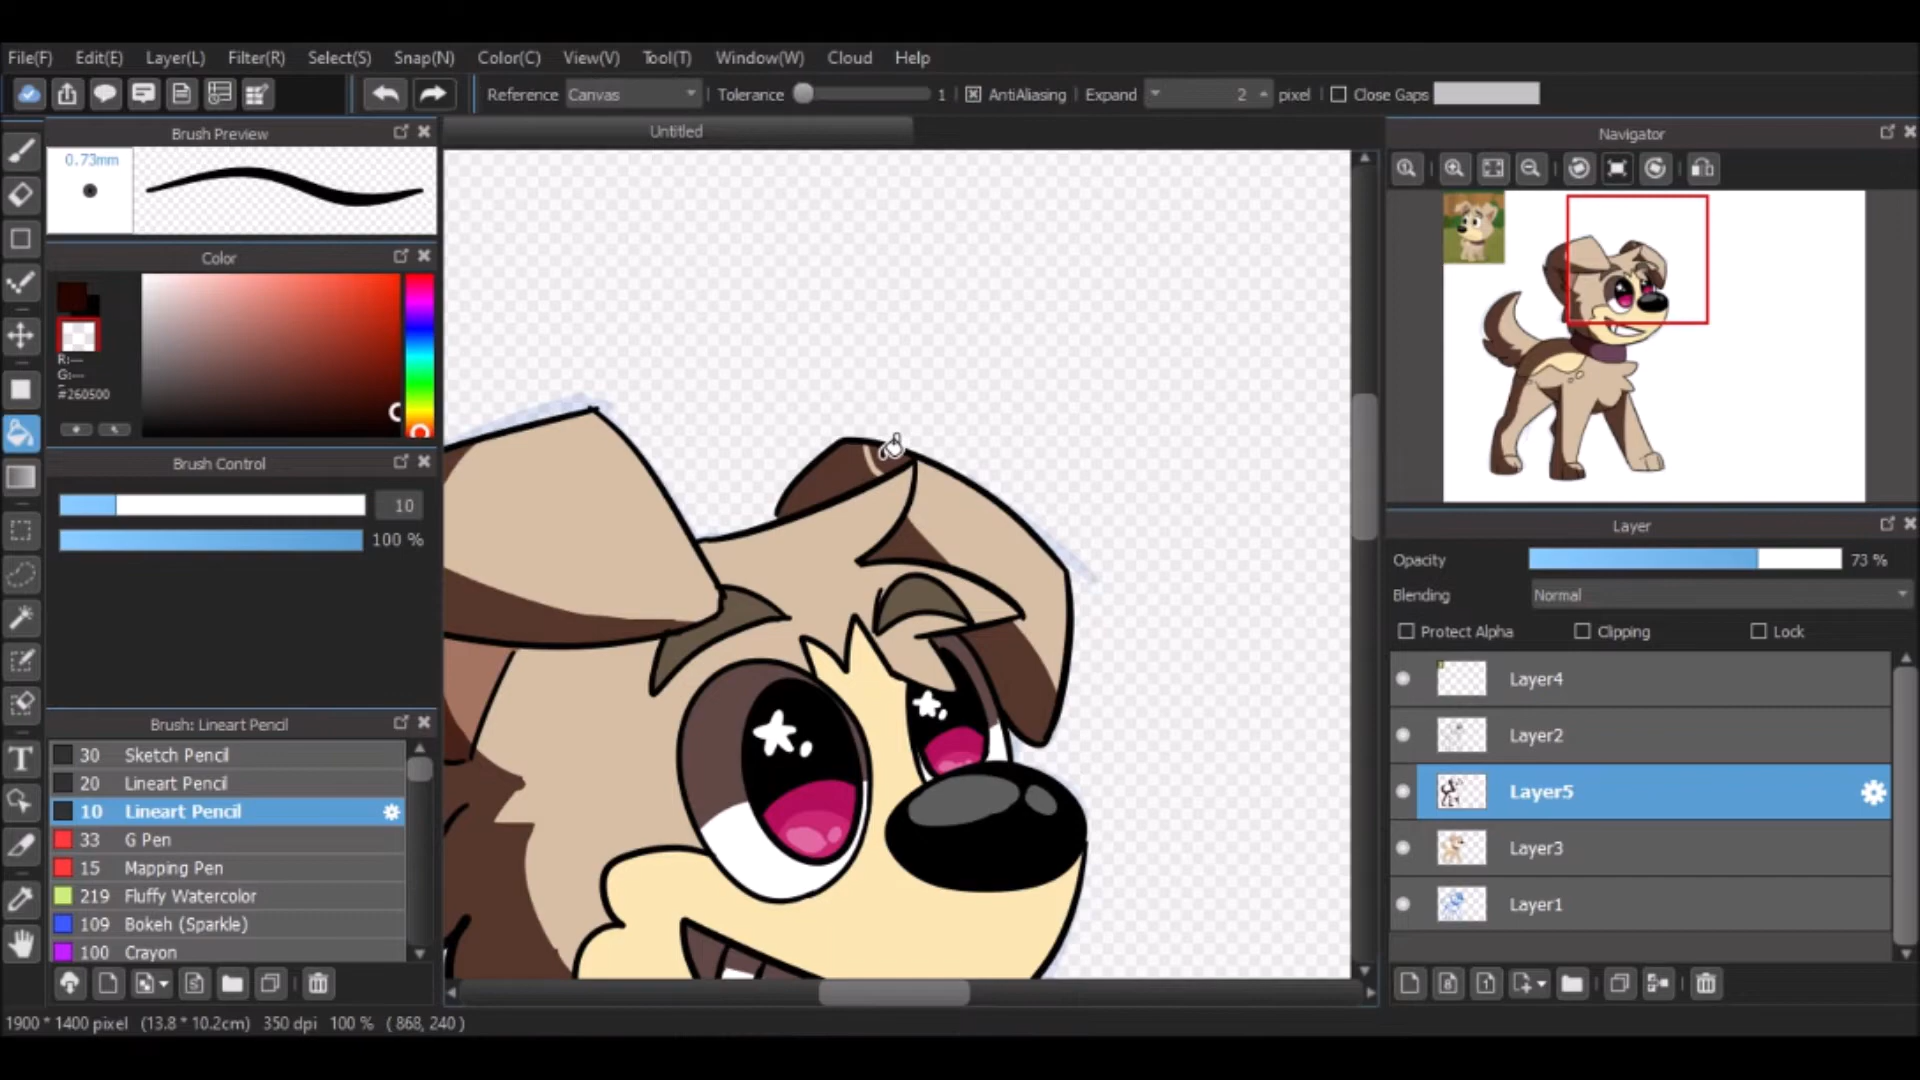 File(F) Edit(E) Layer(L) Filter(R) Select(S) Snap(N) Color(C) View(V) Tool(T) Window(W) Cloud Help
Reference Canvas Tolerance 1 AntiAliasing Expand 2 pixel Close Gaps
Brush Preview
Untitled
Navigator
0.73mm
Color
R:---
G:---
#260500
Brush Control
10
100 %
Layer
Opacity 73 %
Blending Normal
Protect Alpha Clipping Lock
Layer4
Layer2
Layer5
Layer3
Layer1
Brush: Lineart Pencil
30 Sketch Pencil
20 Lineart Pencil
10 Lineart Pencil
33 G Pen
15 Mapping Pen
219 Fluffy Watercolor
109 Bokeh (Sparkle)
100 Crayon
1900 * 1400 pixel (13.8 * 10.2cm) 350 dpi 100 % ( 868, 240 )